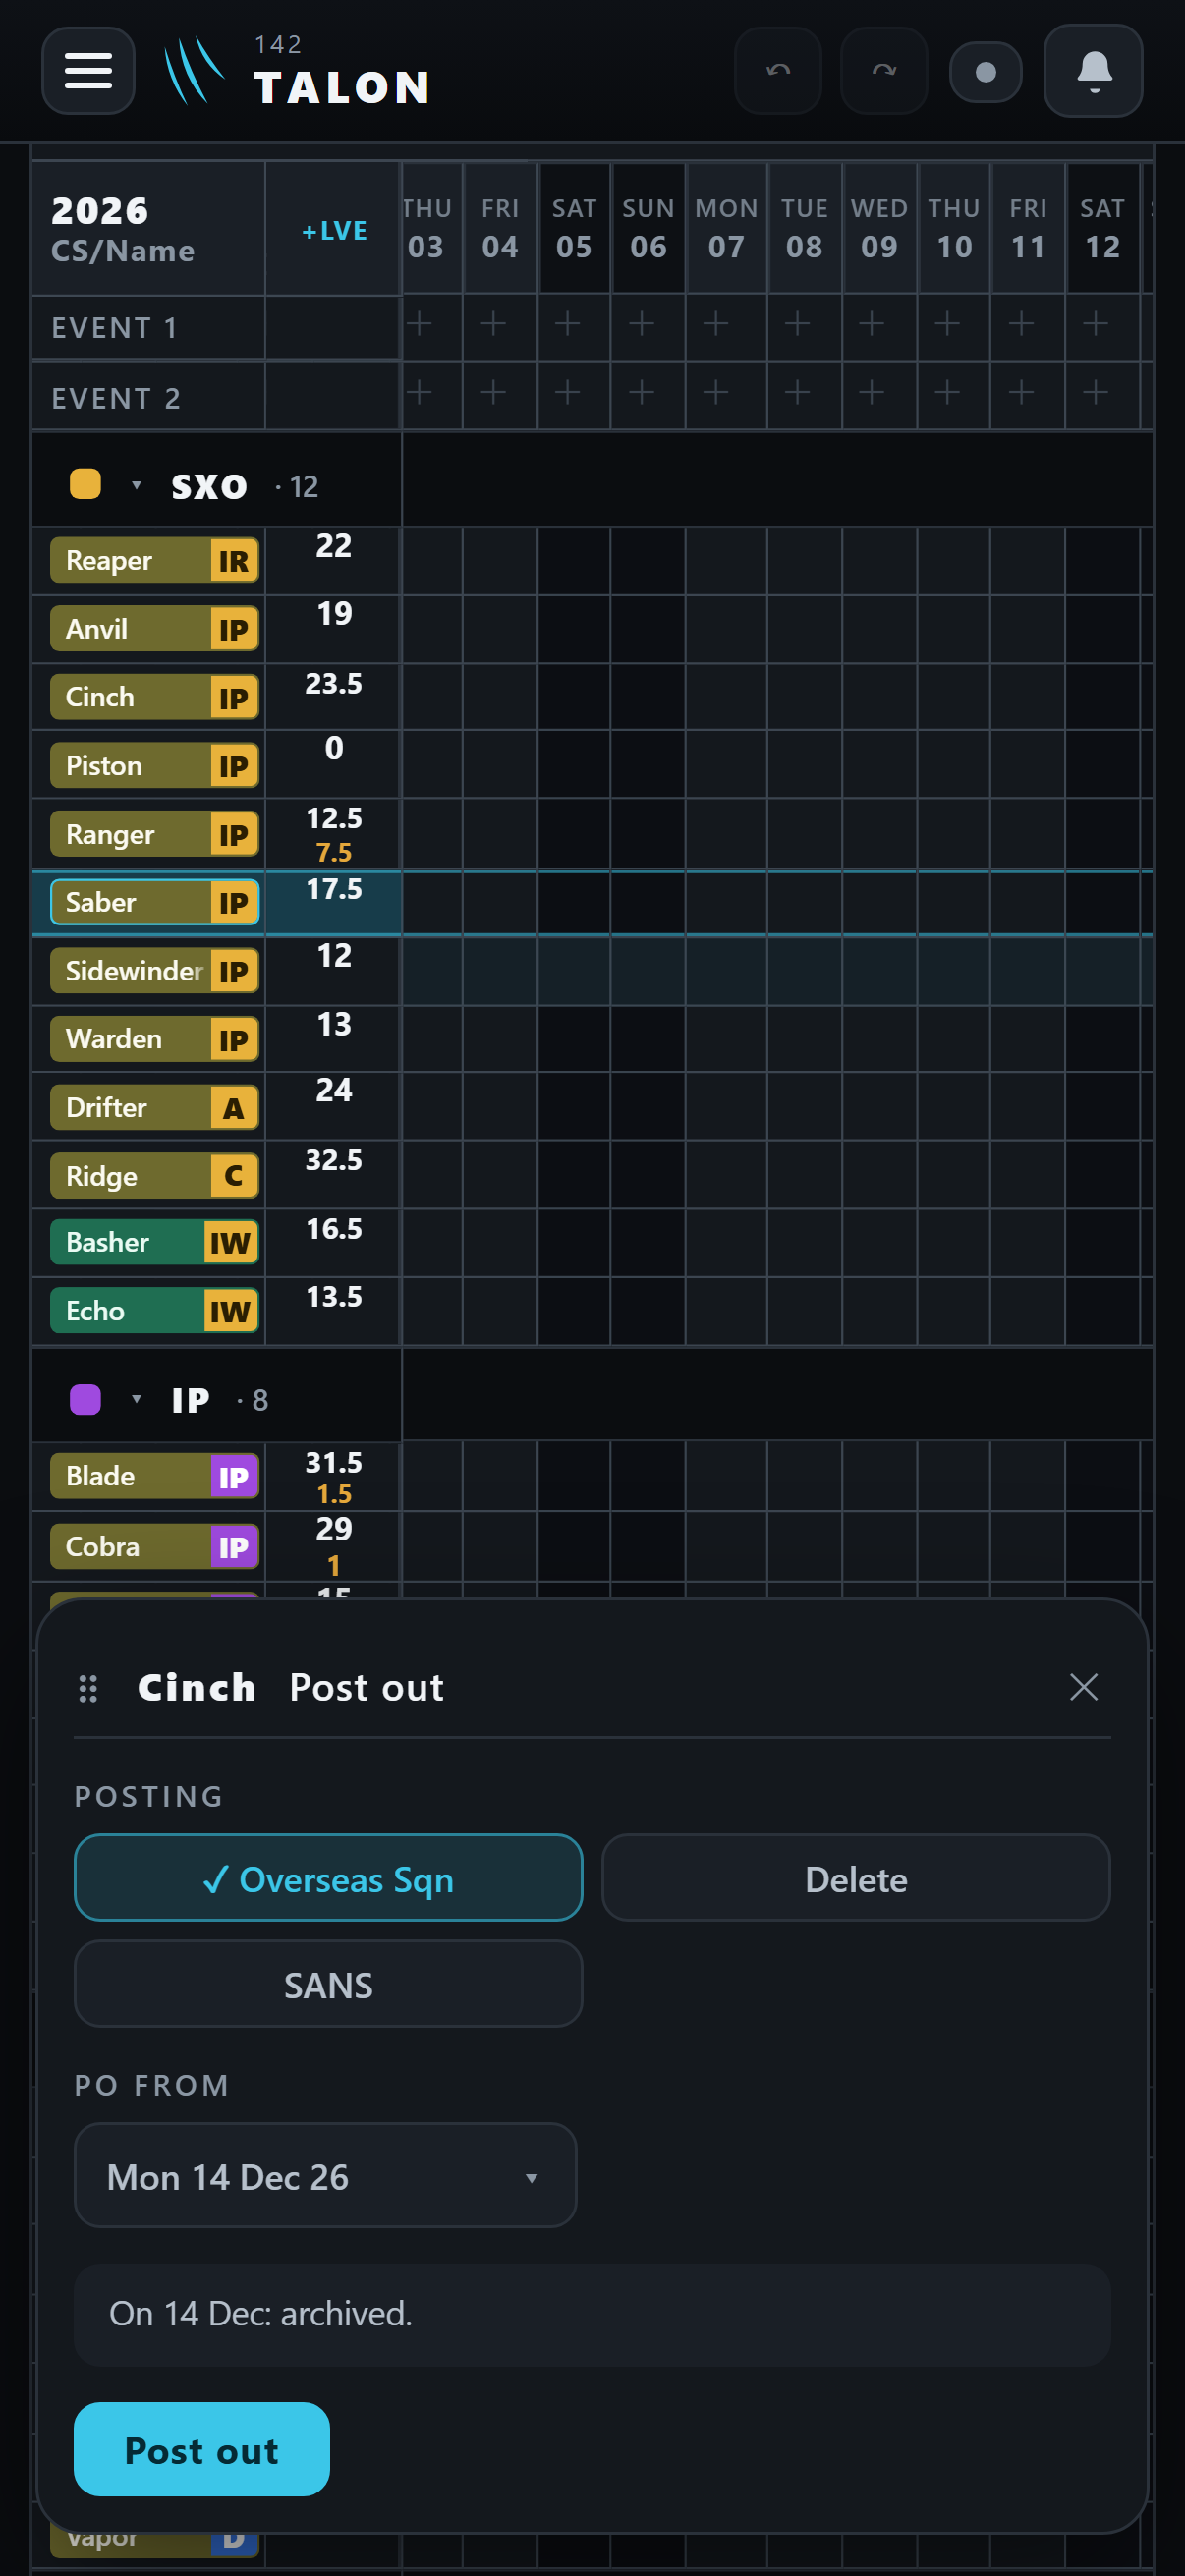 142
TALON
2026
CS/Name
+LVE
THU FRI SAT SUN MON TUE WED THU FRI SAT
03 04 05 06 07 08 09 10 11 12
EVENT 1
+ + + + + + + + + +
EVENT 2
+ + + + + + + + + +
SXO · 12
Reaper IR 22
Anvil IP 19
Cinch IP 23.5
Piston IP 0
Ranger IP 12.5
7.5
Saber IP 17.5
Sidewinder IP 12
Warden IP 13
Drifter A 24
Ridge C 32.5
Basher IW 16.5
Echo IW 13.5
IP · 8
Blade IP 31.5
1.5
Cobra IP 29
1
15
Cinch Post out
POSTING
✓ Overseas Sqn
Delete
SANS
PO FROM
Mon 14 Dec 26
On 14 Dec: archived.
Post out
Vapor D